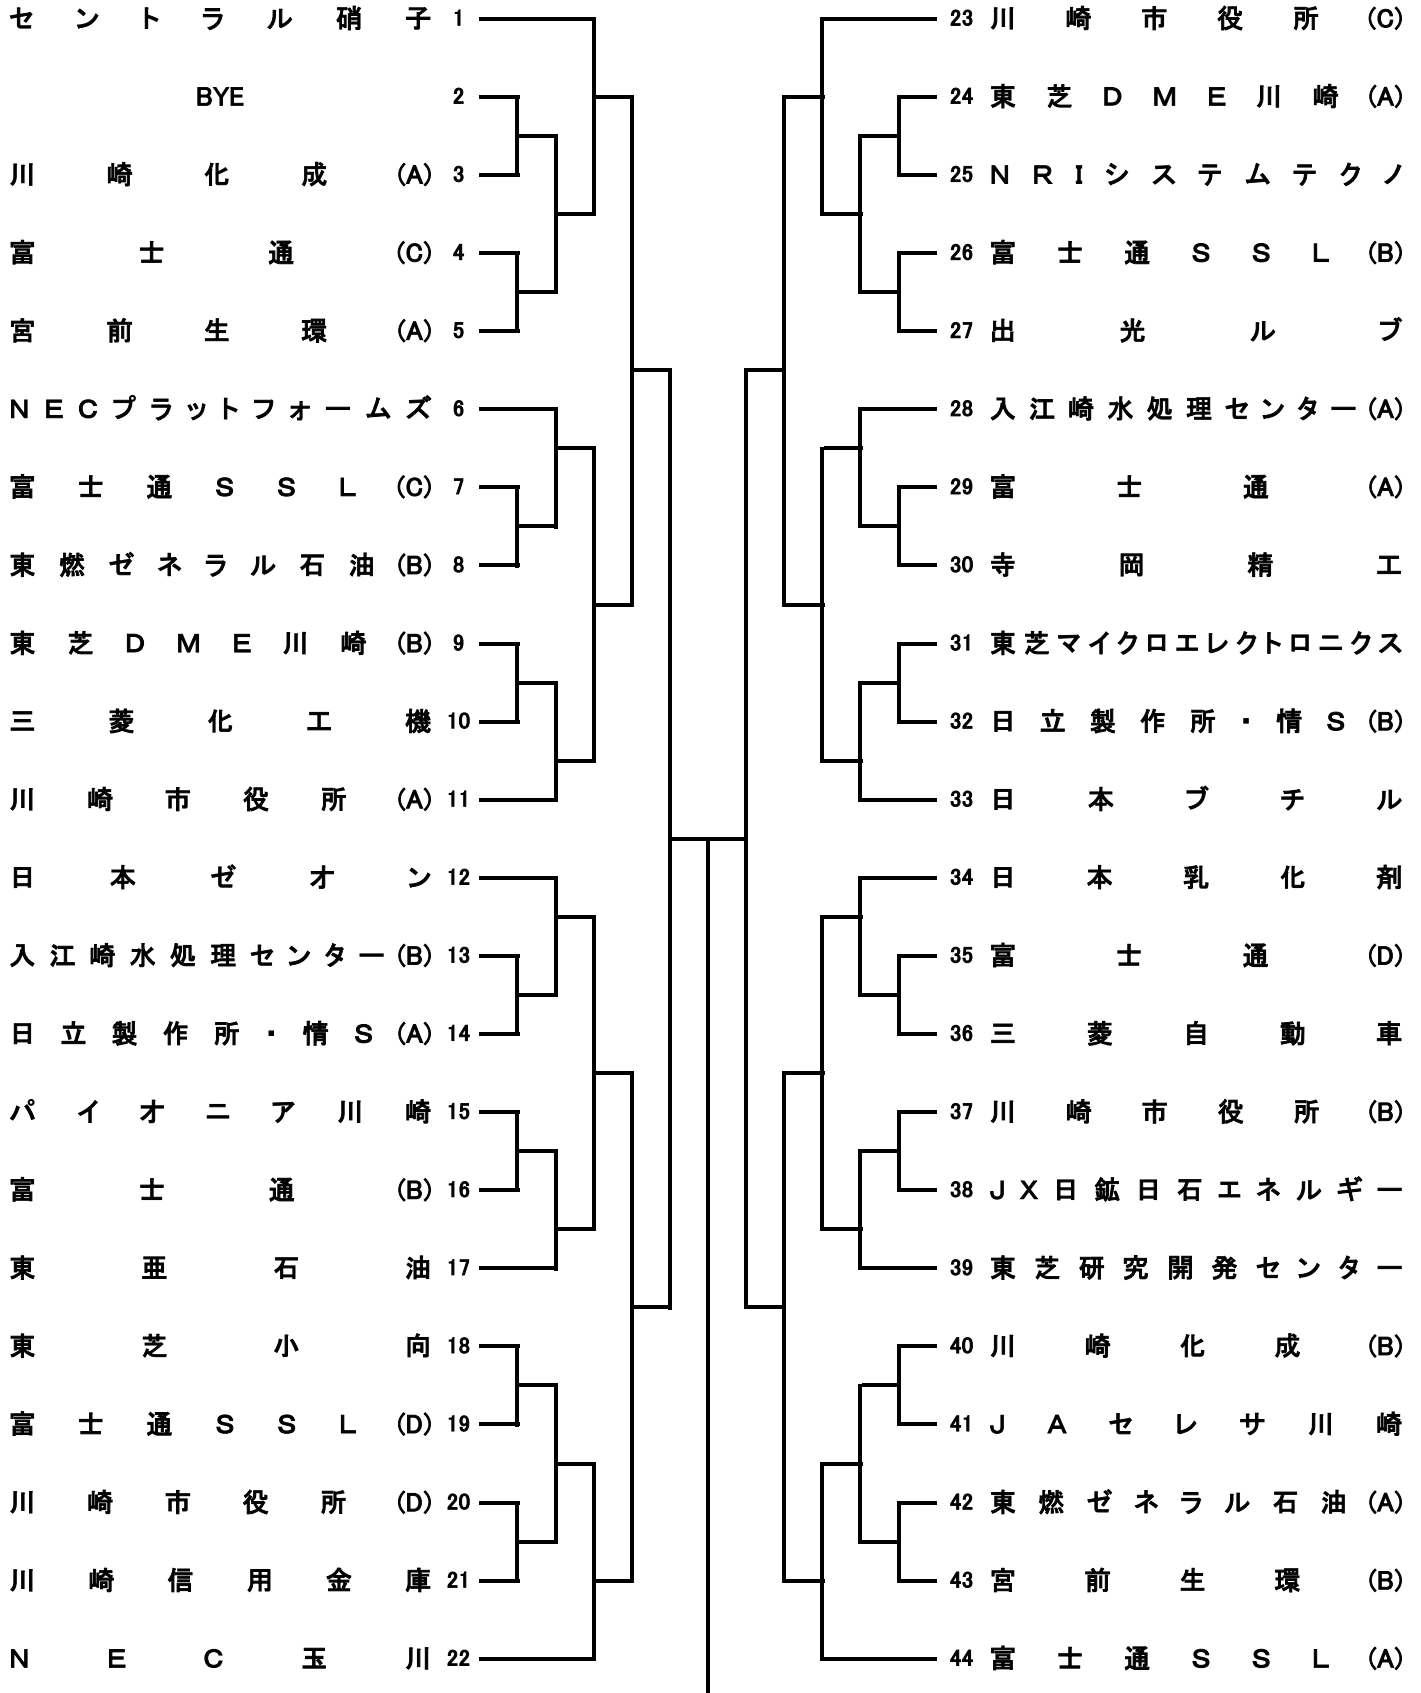 セントラル硝子 1
BYE 2
川崎化成(A) 3
富士通(C) 4
宮前生環(A) 5
NECプラットフォームズ 6
富士通SSL(C) 7
東燃ゼネラル石油(B) 8
東芝DME川崎(B) 9
三菱化工機 10
川崎市役所(A) 11
日本ゼオン 12
入江崎水処理センター(B) 13
日立製作所・情S(A) 14
パイオニア川崎 15
富士通(B) 16
東亜石油 17
東芝小向 18
富士通SSL(D) 19
川崎市役所(D) 20
川崎信用金庫 21
NEC玉川 22
23 川崎市役所(C)
24 東芝DME川崎(A)
25 NRIシステムテクノ
26 富士通SSL(B)
27 出光ルブ
28 入江崎水処理センター(A)
29 富士通(A)
30 寺岡精工
31 東芝マイクロエレクトロニクス
32 日立製作所・情S(B)
33 日本ブチル
34 日本乳化剤
35 富士通(D)
36 三菱自動車
37 川崎市役所(B)
38 JX日鉱日石エネルギー
39 東芝研究開発センター
40 川崎化成(B)
41 JAセレサ川崎
42 東燃ゼネラル石油(A)
43 宮前生環(B)
44 富士通SSL(A)